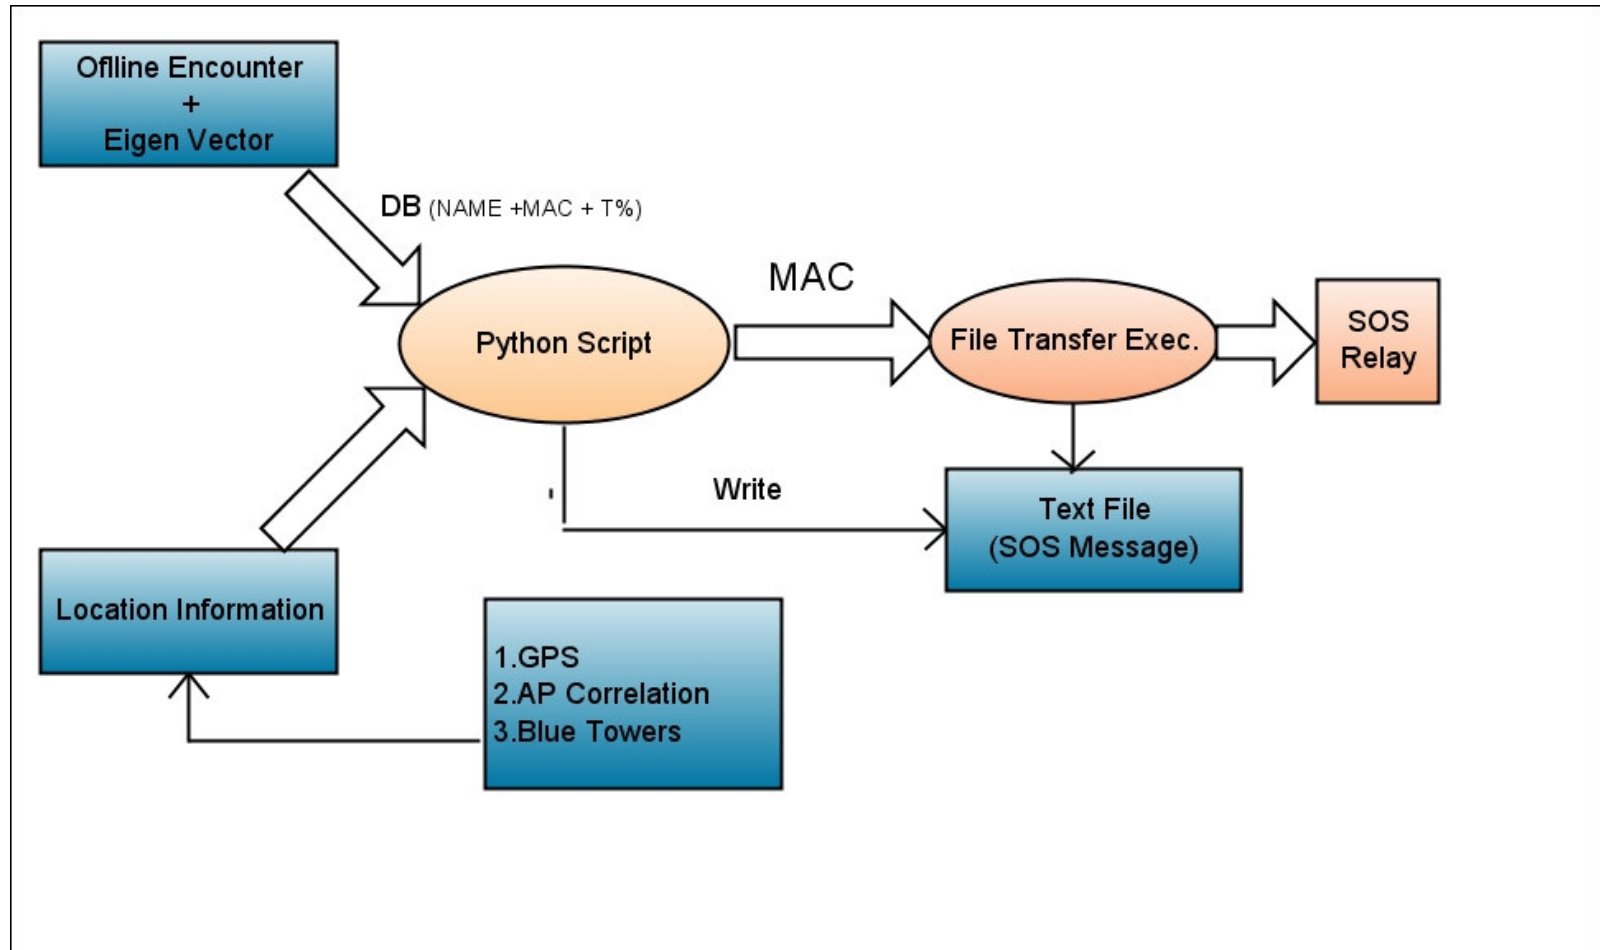 Oflline Encounter
+
Eigen Vector
DB (NAME +MAC + T%)
MAC
Python Script
File Transfer Exec.
SOS
Relay
Write
Text File
(SOS Message)
Location Information
1.GPS
2.AP Correlation
3.Blue Towers